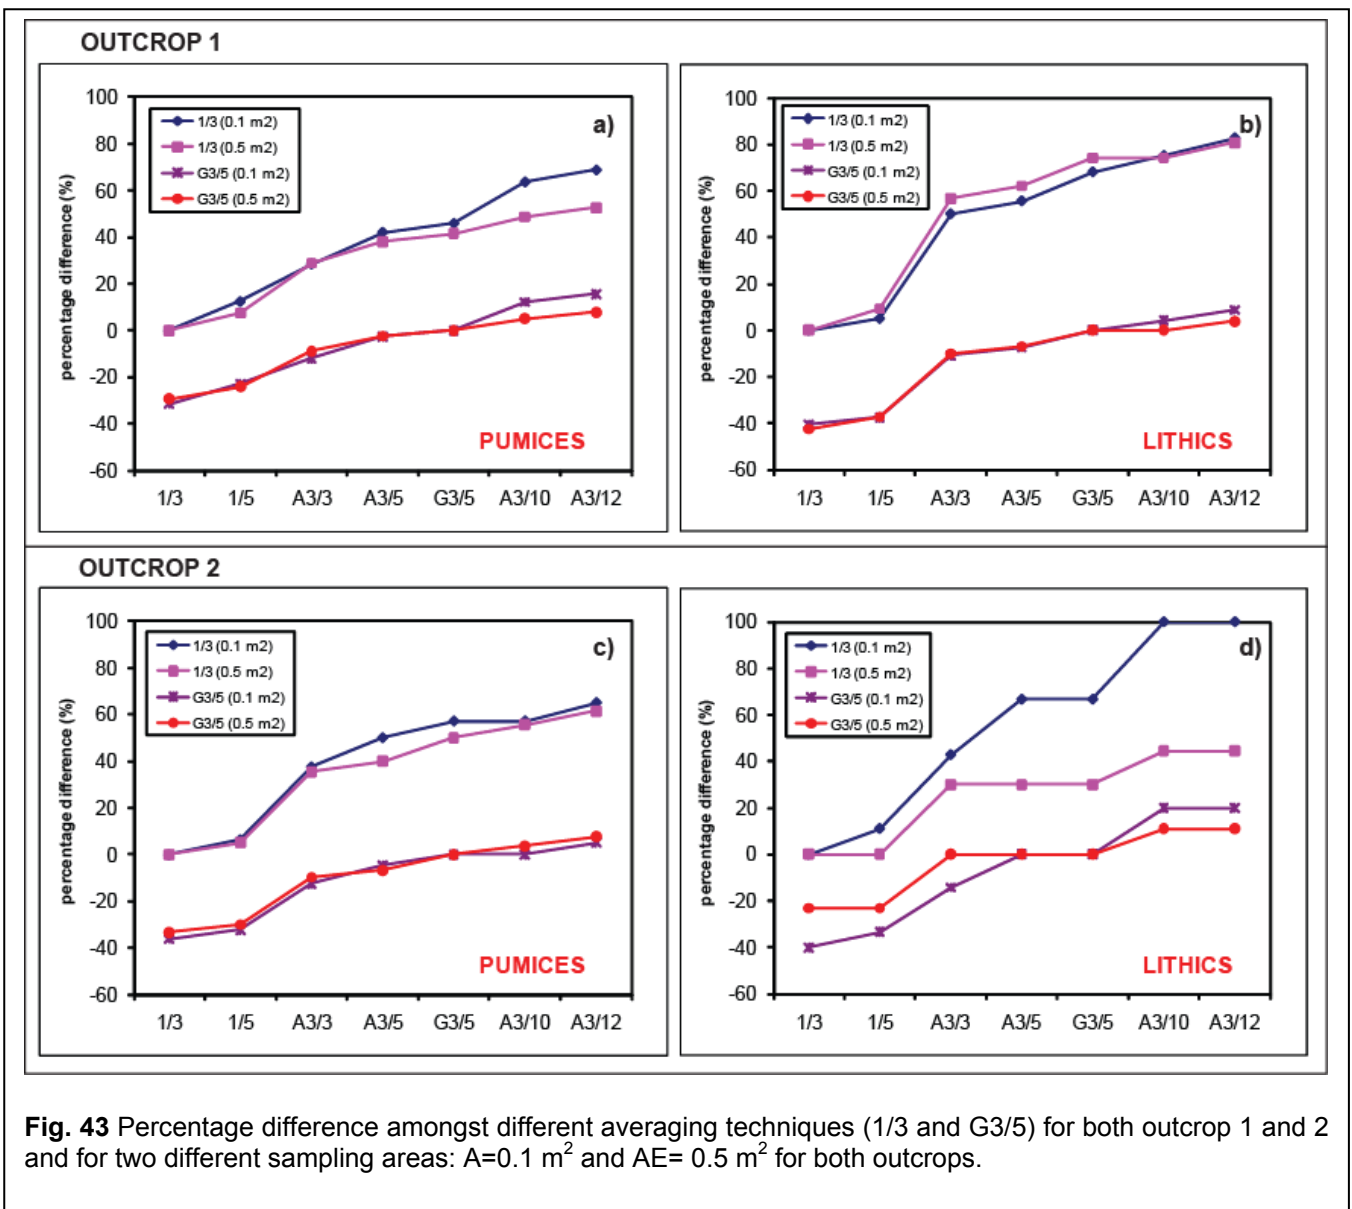 OUTCROP 1
100
80
60
40
20
0
-20
-40
-60
percentage difference (%)
1/3 (0.1 m2)
1/3 (0.5 m2)
G3/5 (0.1 m2)
G3/5 (0.5 m2)
a)
PUMICES
1/3 1/5 A3/3 A3/5 G3/5 A3/10 A3/12
100
80
60
40
20
0
-20
-40
-60
percentage difference (%)
1/3 (0.1 m2)
1/3 (0.5 m2)
G3/5 (0.1 m2)
G3/5 (0.5 m2)
b)
LITHICS
1/3 1/5 A3/3 A3/5 G3/5 A3/10 A3/12
OUTCROP 2
100
80
60
40
20
0
-20
-40
-60
percentage difference (%)
1/3 (0.1 m2)
1/3 (0.5 m2)
G3/5 (0.1 m2)
G3/5 (0.5 m2)
c)
PUMICES
1/3 1/5 A3/3 A3/5 G3/5 A3/10 A3/12
100
80
60
40
20
0
-20
-40
-60
percentage difference (%)
1/3 (0.1 m2)
1/3 (0.5 m2)
G3/5 (0.1 m2)
G3/5 (0.5 m2)
d)
LITHICS
1/3 1/5 A3/3 A3/5 G3/5 A3/10 A3/12
Fig. 43 Percentage difference amongst different averaging techniques (1/3 and G3/5) for both outcrop 1 and 2
and for two different sampling areas: A=0.1 m² and AE= 0.5 m² for both outcrops.